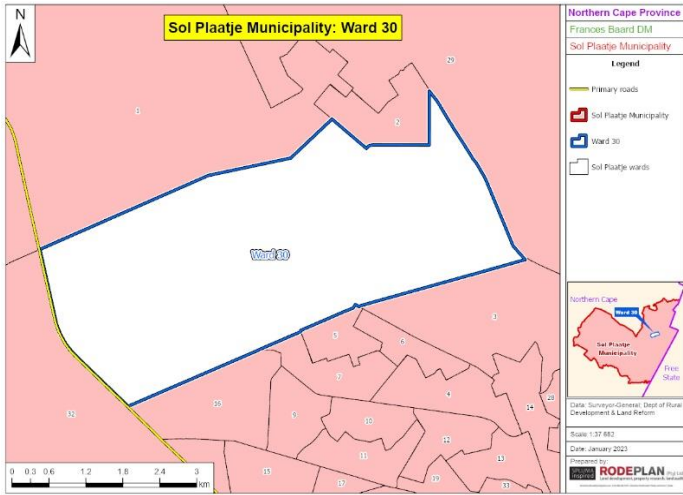 Sol Plaatje Municipality: Ward 30
N
Northern Cape Province
Frances Baard DM
Sol Plaatje Municipality
Legend
Primary roads
Sol Plaatje Municipality
Ward 30
Sol Plaatje wards
29
1
2
Ward 30
3
5
6
7
4
16
9
10
14
28
32
12
11
13
15
17
19
33
0 0.3 0.6 1.2 1.8 2.4 3
km
Northern Cape
Ward 30
Sol Plaatje
Municipality
Free
State
Data: Surveyor-General; Dept of Rural
Development & Land Reform
Scale 1:37 682
Date: January 2023
Prepared by:
RODEPLAN